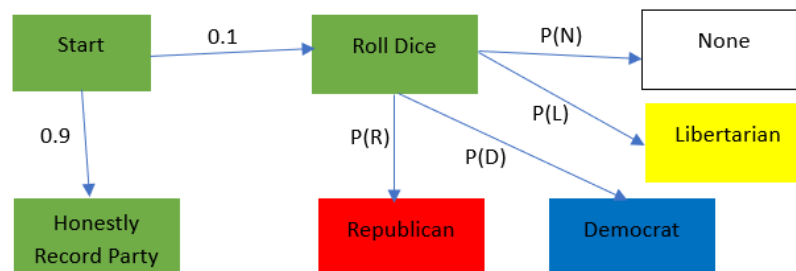 Start
0.1
Roll Dice
P(N)
None
P(L)
Libertarian
0.9
P(R)
P(D)
Honestly
Record Party
Republican
Democrat